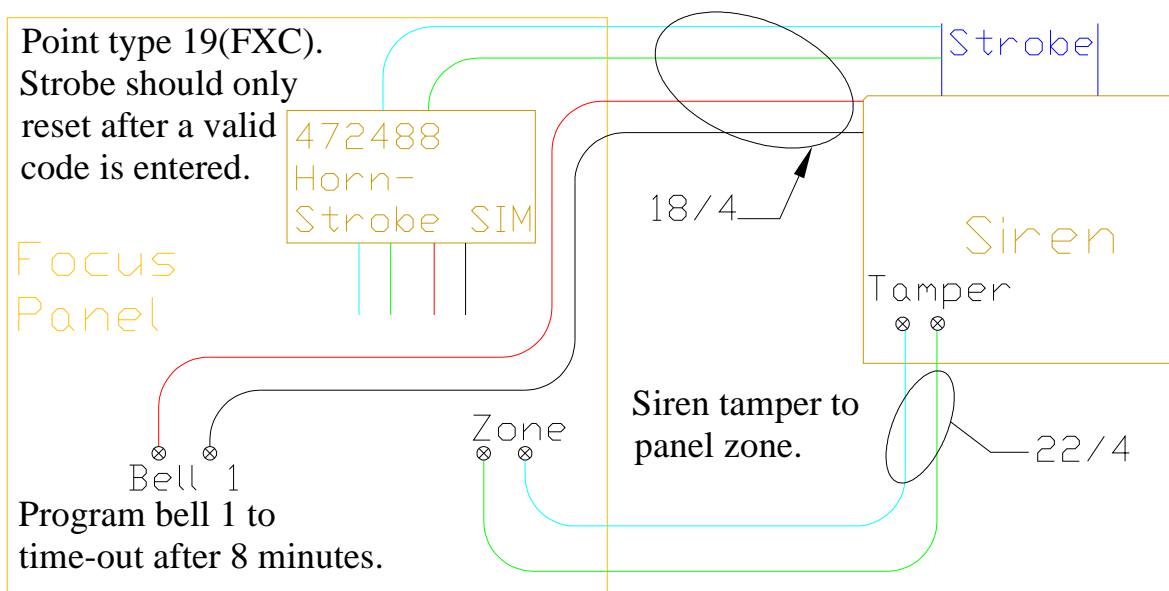 Point type 19(FXC).
Strobe should only
reset after a valid
code is entered.
Strobe
472488
Horn-
Strobe SIM
18/4
Siren
Focus
Panel
Tamper
Siren tamper to
panel zone.
Zone
22/4
Bell 1
Program bell 1 to
time-out after 8 minutes.